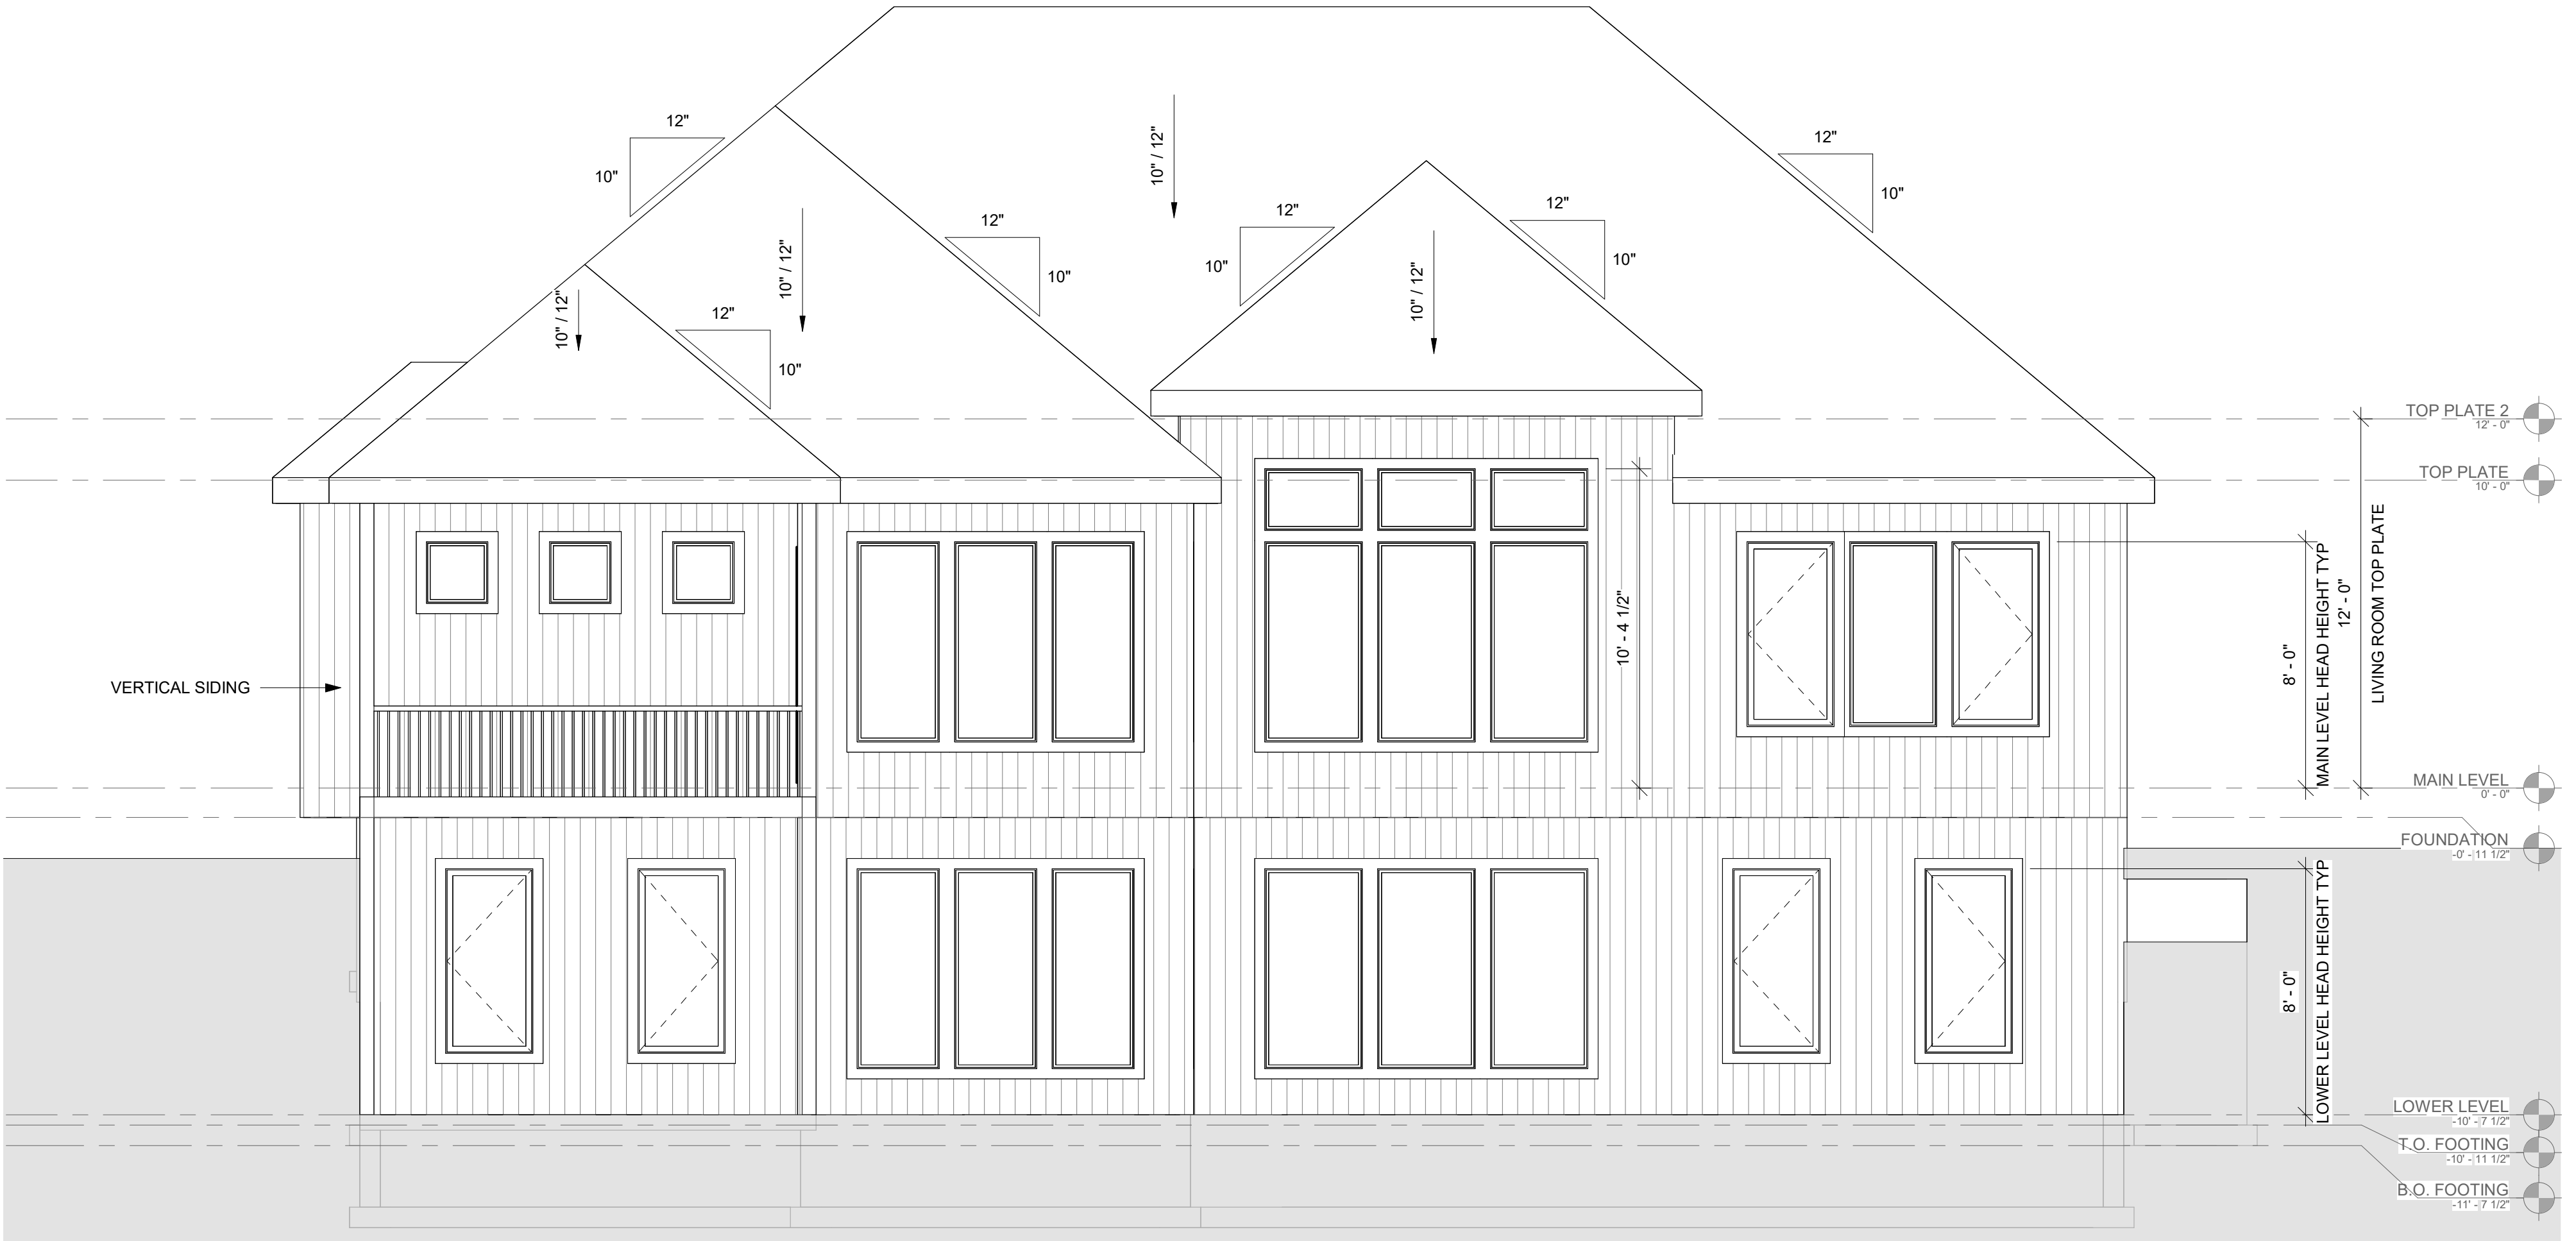 12"
10"
12"
10"
10" / 12"
12"
10"
10" / 12"
12"
10"
12"
10"
10" / 12"
10" / 12"
12"
10"
TOP PLATE 2
12' - 0"
TOP PLATE
10' - 0"
VERTICAL SIDING
10' - 4 1/2"
8' - 0"
MAIN LEVEL HEAD HEIGHT TYP
12' - 0"
LIVING ROOM TOP PLATE
MAIN LEVEL
0' - 0"
FOUNDATION
-0' - 11 1/2"
8' - 0"
LOWER LEVEL HEAD HEIGHT TYP
LOWER LEVEL
-10' - 7 1/2"
T.O. FOOTING
-10' - 11 1/2"
B.O. FOOTING
-11' - 7 1/2"